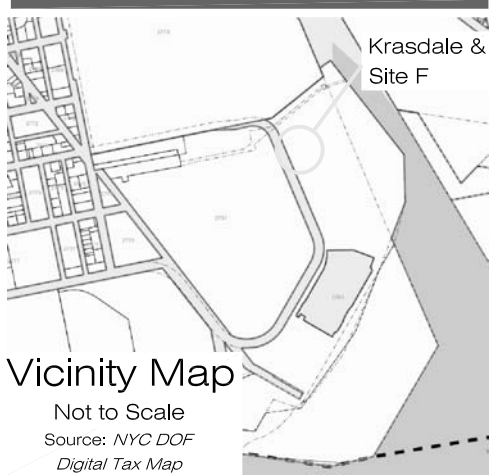 Krasdale &
Site F
Vicinity Map
Not to Scale
Source: NYC DOF
Digital Tax Map